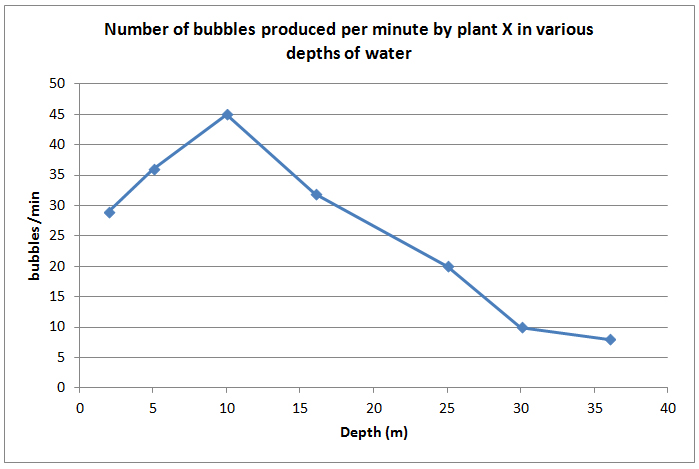 Number of bubbles produced per minute by plant X in various
depths of water
50
45
40
35
30
25
20
15
10
5
0
bubbles/min
0 5 10 15 20 25 30 35 40
Depth (m)